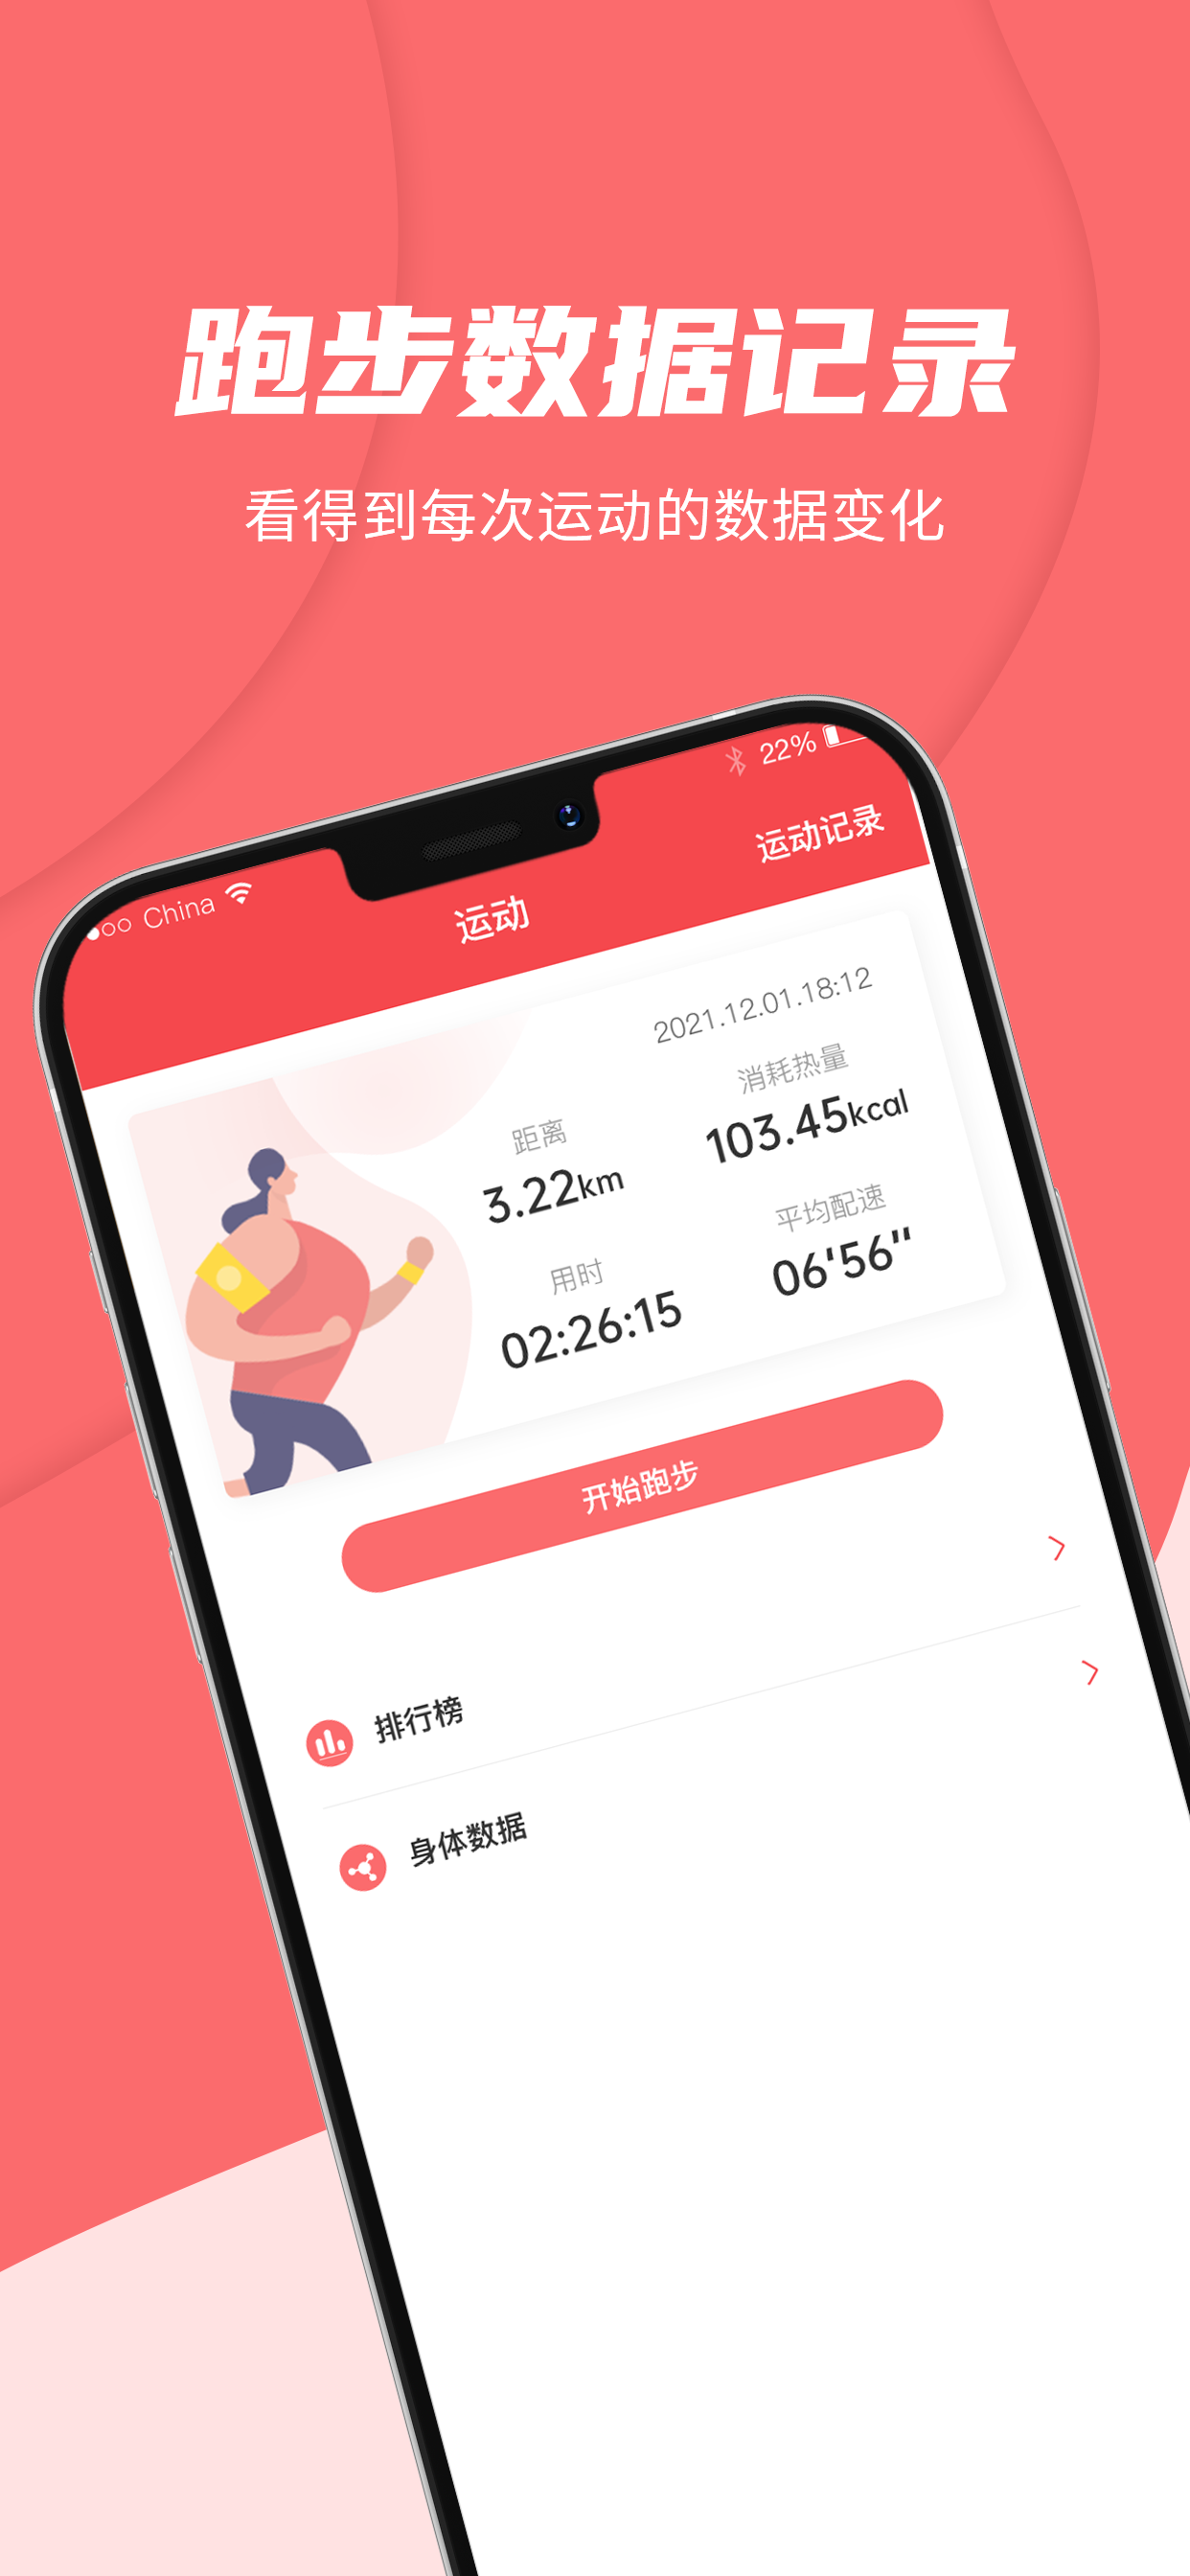 跑步数据记录
看得到每次运动的数据变化
China
22%
运动
运动记录
2021.12.01.18:12
距离
消耗热量
3.22km
103.45kcal
用时
平均配速
02:26:15
06'56''
开始跑步
排行榜
身体数据